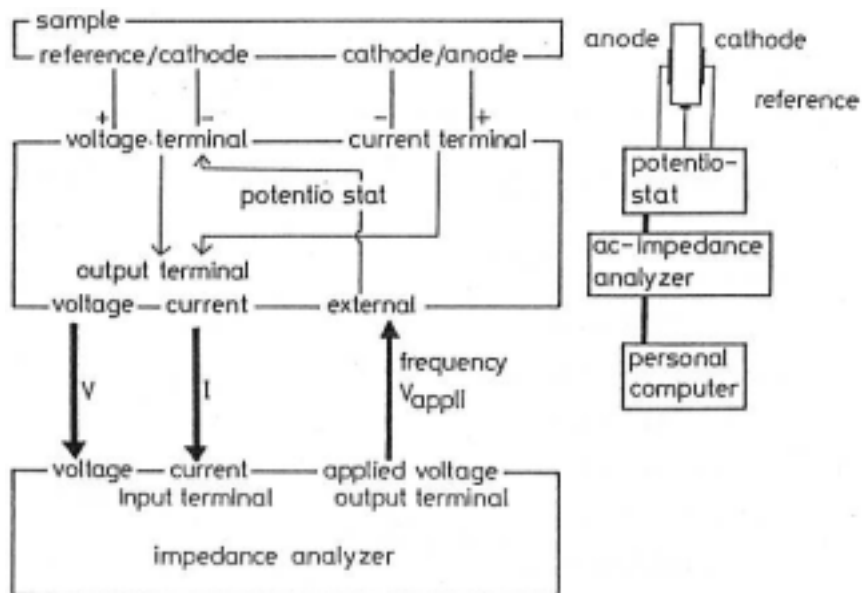 sample
reference/cathode cathode/anode
+ - - +
voltage terminal current terminal
potentio stat
output terminal
voltage current external
V I frequency
Vappll
voltage current applied voltage
Input terminal output terminal
impedance analyzer
anode cathode
reference
potentio-
stat
ac-Impedance
analyzer
personal
computer